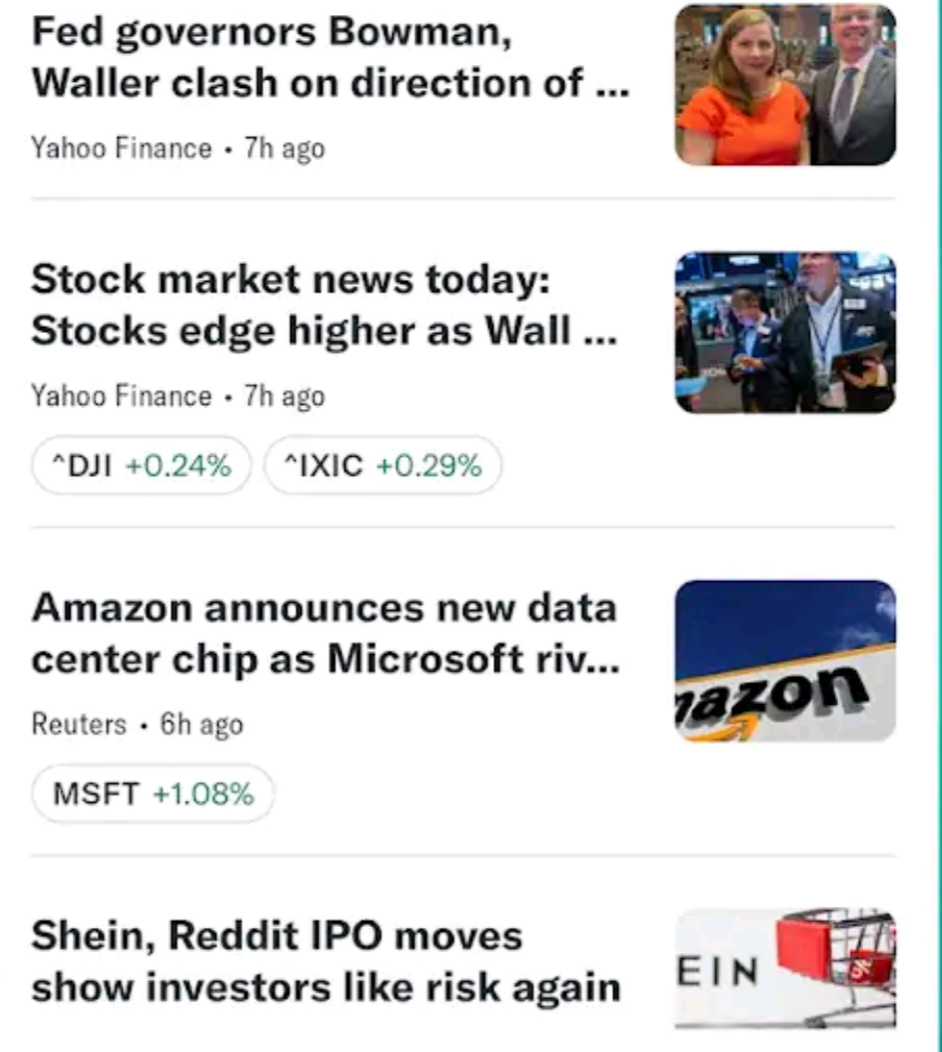 Fed governors Bowman,
Waller clash on direction of ...
Yahoo Finance • 7h ago
Stock market news today:
Stocks edge higher as Wall ...
Yahoo Finance • 7h ago
^DJI +0.24% ^IXIC +0.29%
Amazon announces new data
center chip as Microsoft riv...
mazon
Reuters • 6h ago
MSFT +1.08%
Shein, Reddit IPO moves
show investors like risk again
EIN